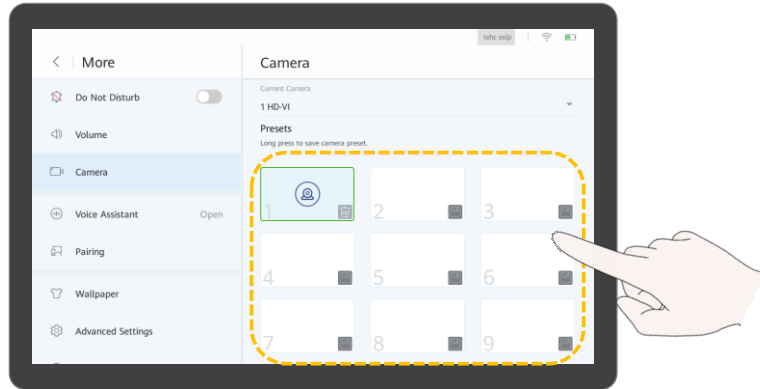 tehc exlp
More
Camera
Do Not Disturb
Current Camera
1 HD-VI
Volume
Presets
Long press to save camera preset.
Camera
1 2 3
Voice Assistant Open
Pairing
4 5 6
Wallpaper
Advanced Settings
7 8 9